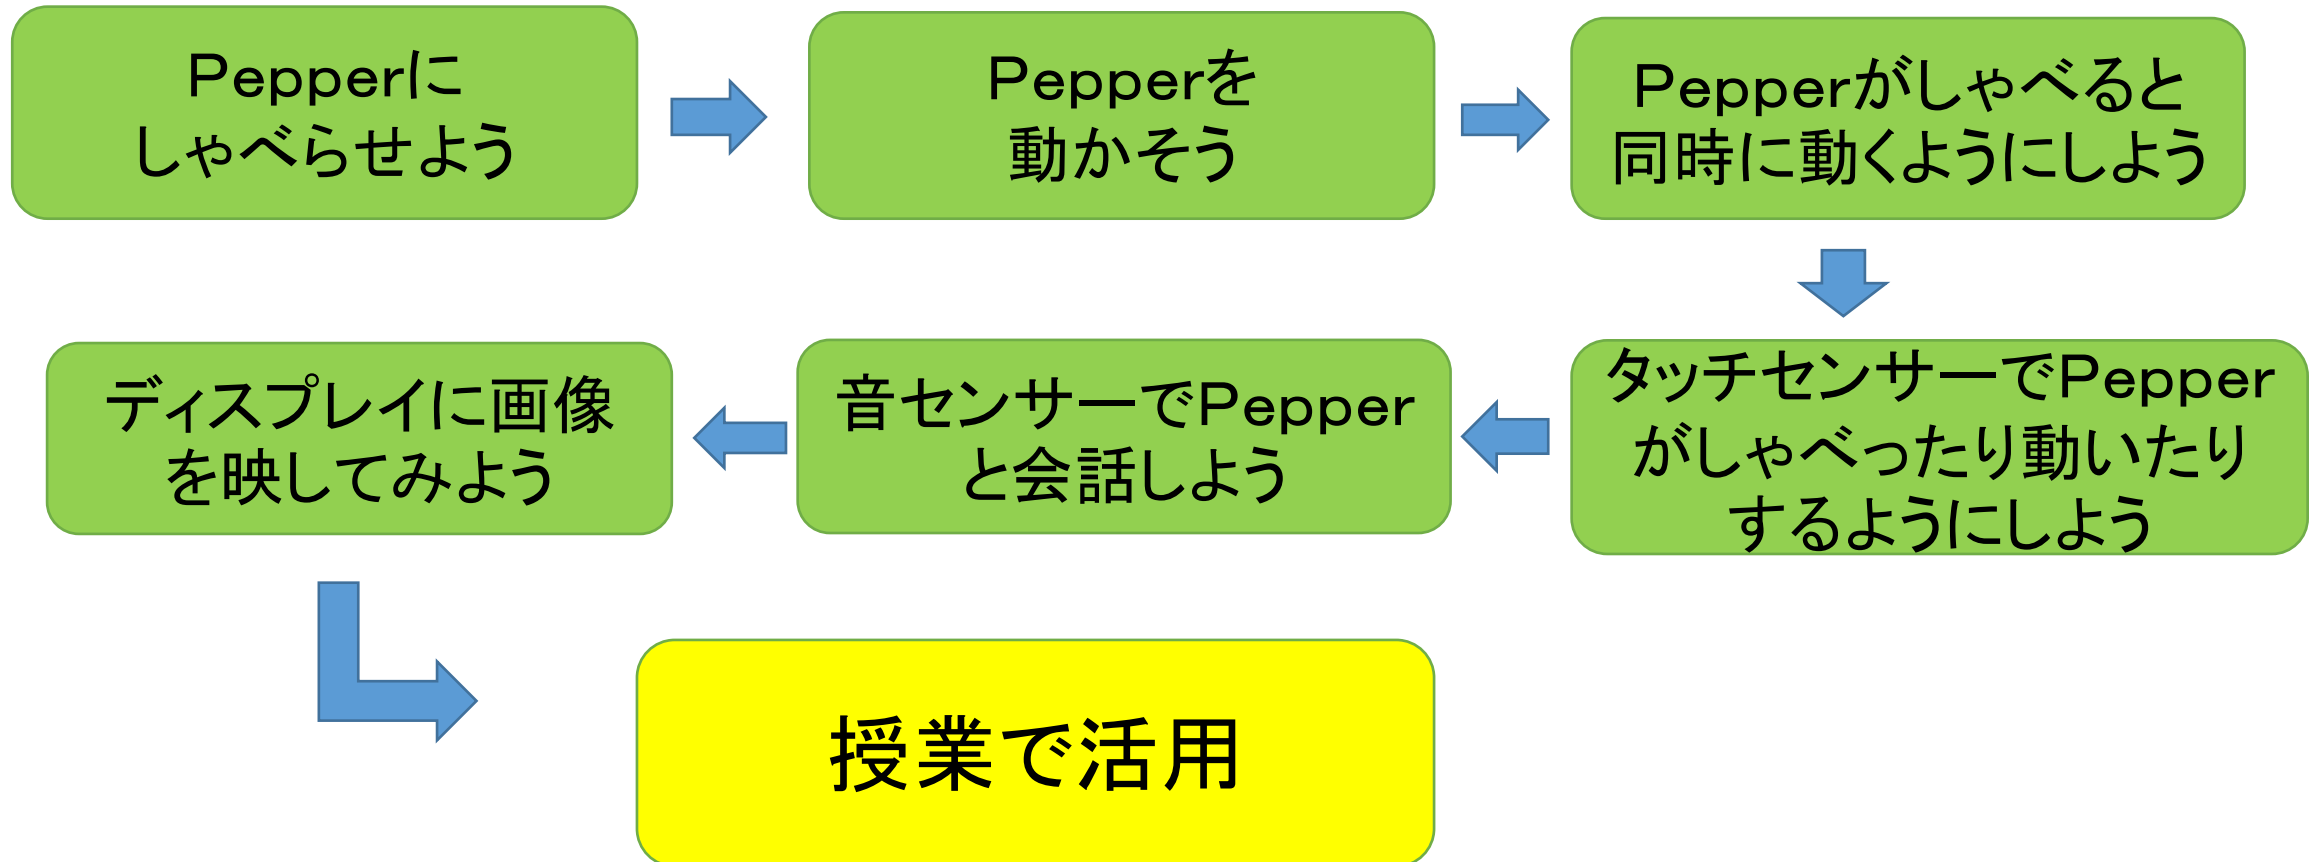 Pepperに
しゃべらせよう
Pepperを
動かそう
Pepperがしゃべると
同時に動くようにしよう
タッチセンサーでPepper
がしゃべったり動いたり
するようにしよう
音センサーでPepper
と会話しよう
ディスプレイに画像
を映してみよう
授業で活用